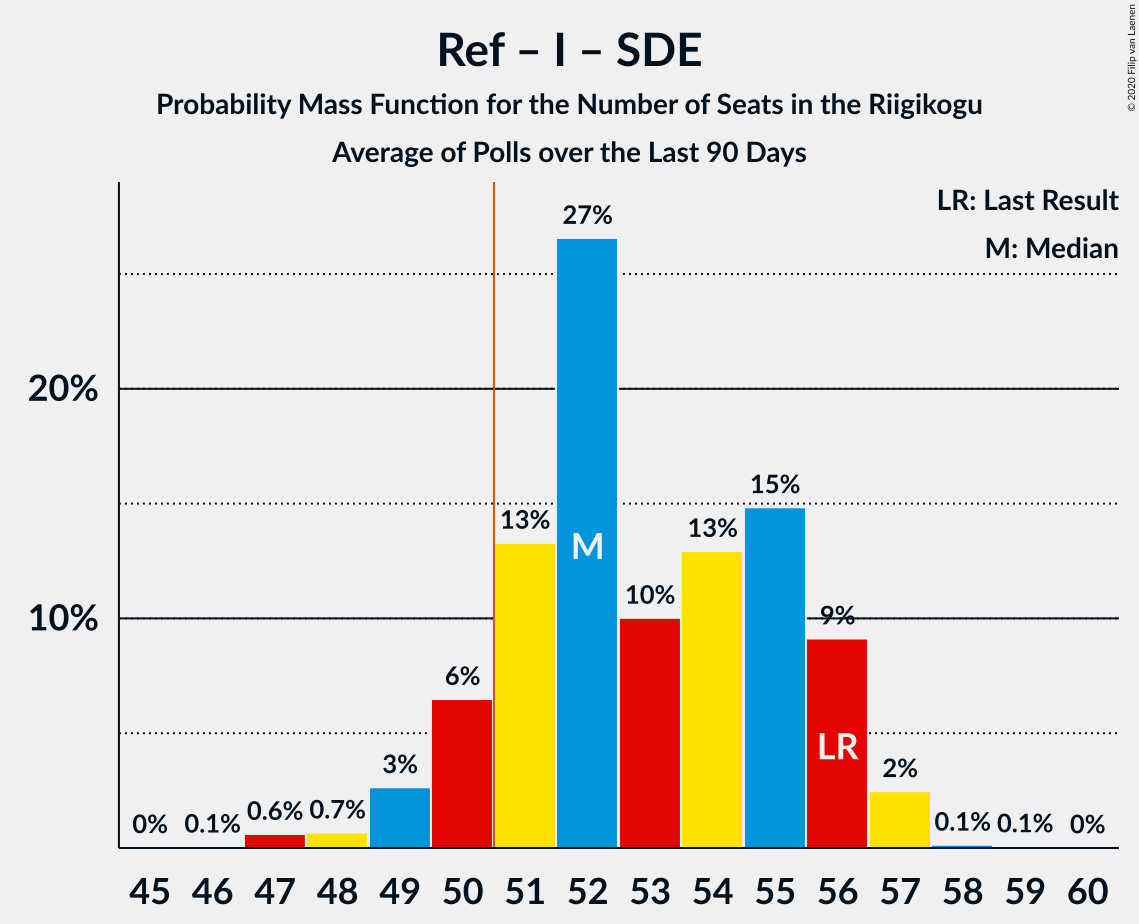 Ref – I – SDE
Probability Mass Function for the Number of Seats in the Riigikogu
Average of Polls over the Last 90 Days
© 2020 Filip van Laenen
LR: Last Result
M: Median
27%
20%
15%
13%
13%
M
10%
10%
9%
6%
LR
3%
2%
0%
0.1%
0.6%
0.7%
0.1%
0.1%
0%
45 46 47 48 49 50 51 52 53 54 55 56 57 58 59 60